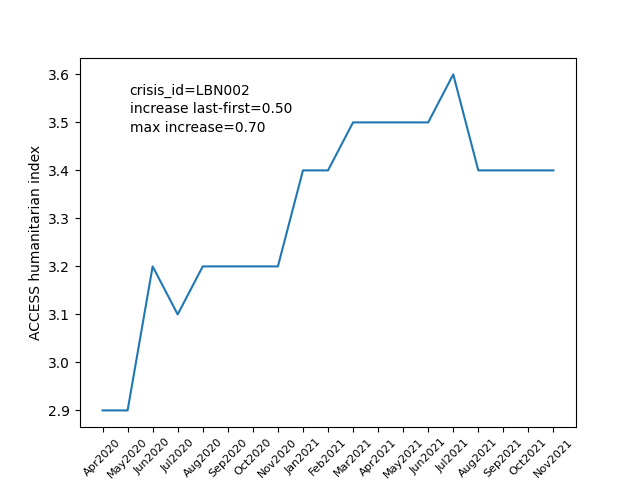 crisis_id=LBN002
increase last-first=0.50
max increase=0.70
ACCESS humanitarian index
3.6
3.5
3.4
3.3
3.2
3.1
3.0
2.9
Apr2020
May2020
Jun2020
Jul2020
Aug2020
Sep2020
Oct2020
Nov2020
Jan2021
Feb2021
Mar2021
Apr2021
May2021
Jun2021
Jul2021
Aug2021
Sep2021
Oct2021
Nov2021